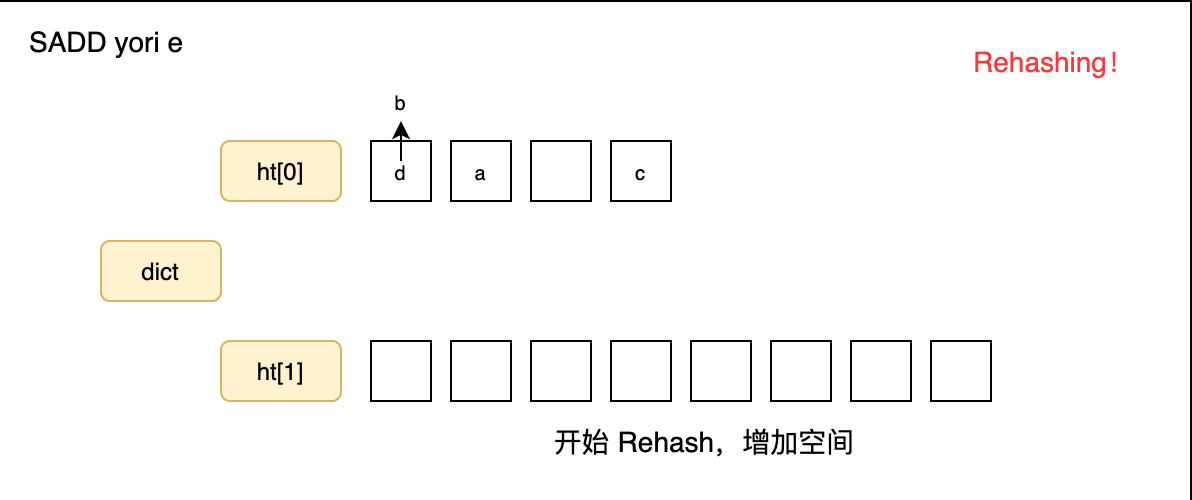 SADD yori e
Rehashing！
b
ht[0]
d
a
c
dict
ht[1]
开始 Rehash，增加空间